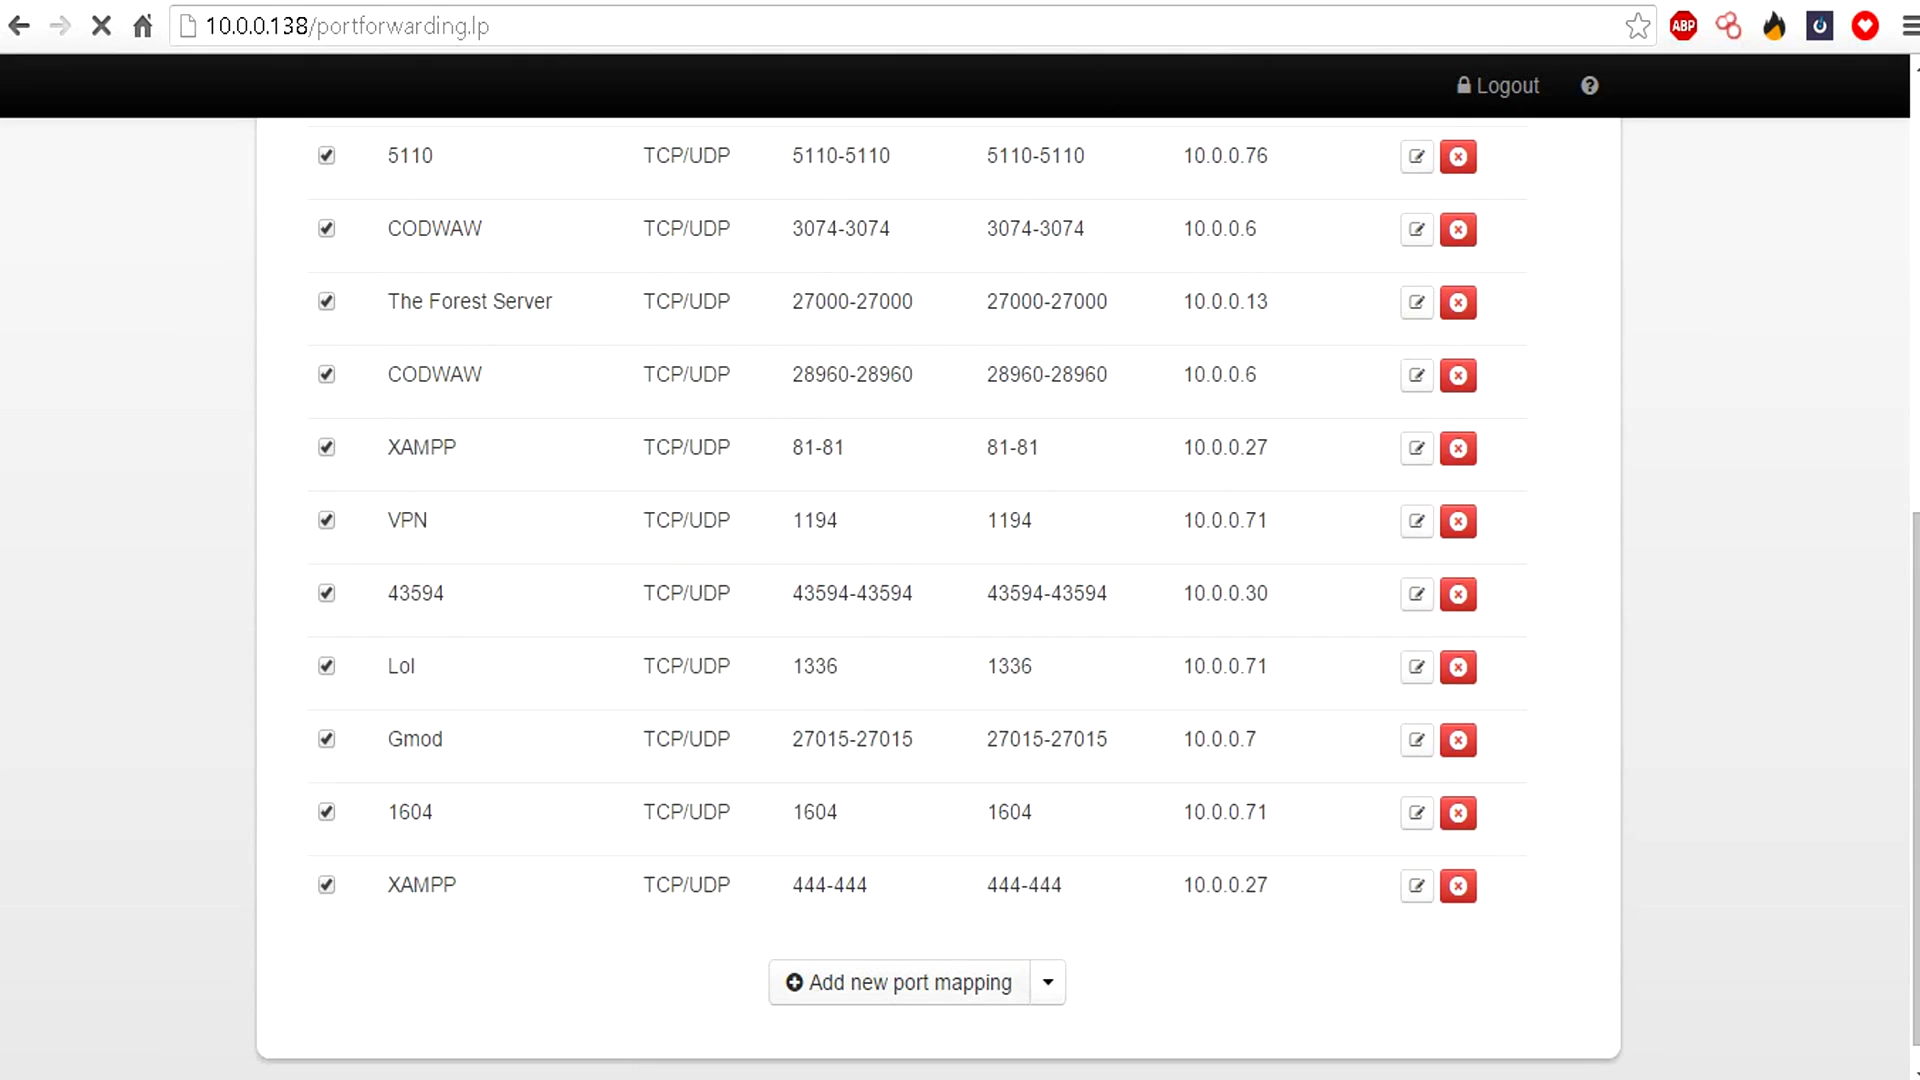 10.0.0.138/portforwarding.lp
ABP
Logout
5110 TCP/UDP 5110-5110 5110-5110 10.0.0.76
CODWAW TCP/UDP 3074-3074 3074-3074 10.0.0.6
The Forest Server TCP/UDP 27000-27000 27000-27000 10.0.0.13
CODWAW TCP/UDP 28960-28960 28960-28960 10.0.0.6
XAMPP TCP/UDP 81-81 81-81 10.0.0.27
VPN TCP/UDP 1194 1194 10.0.0.71
43594 TCP/UDP 43594-43594 43594-43594 10.0.0.30
Lol TCP/UDP 1336 1336 10.0.0.71
Gmod TCP/UDP 27015-27015 27015-27015 10.0.0.7
1604 TCP/UDP 1604 1604 10.0.0.71
XAMPP TCP/UDP 444-444 444-444 10.0.0.27
Add new port mapping